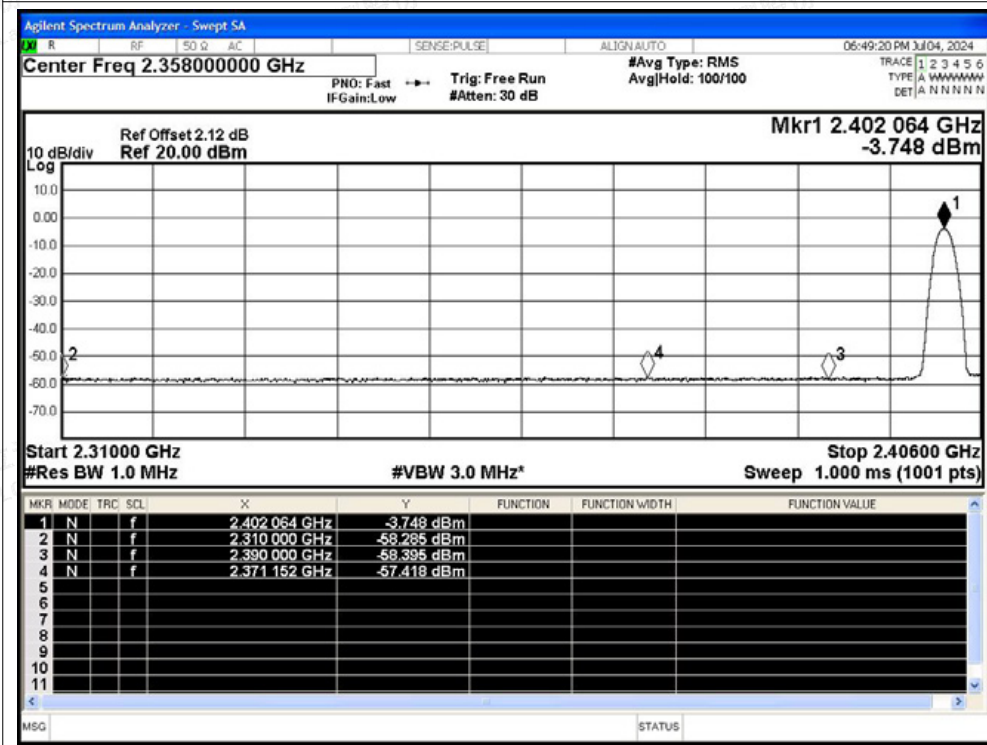 Agilent Spectrum Analyzer - Swept SA
LXI R RF 50 Ω AC SENSE:PULSE ALIGN AUTO 06:49:20 PM Jul 04, 2024
Center Freq 2.358000000 GHz #Avg Type: RMS TRACE 1 2 3 4 5 6
PNO: Fast Trig: Free Run Avg|Hold: 100/100 TYPE A WWWWW
IFGain:Low #Atten: 30 dB DET A N N N N N
Mkr1 2.402 064 GHz
Ref Offset 2.12 dB
10 dB/div Ref 20.00 dBm -3.748 dBm
Log
10.0
1
0.00
-10.0
-20.0
-30.0
-40.0
-50.0 2 4 3
-60.0
-70.0
Start 2.31000 GHz Stop 2.40600 GHz
#Res BW 1.0 MHz #VBW 3.0 MHz* Sweep 1.000 ms (1001 pts)
MKR MODE TRC SCL X Y FUNCTION FUNCTION WIDTH FUNCTION VALUE
1 N f 2.402 064 GHz -3.748 dBm
2 N f 2.310 000 GHz -58.285 dBm
3 N f 2.390 000 GHz -58.395 dBm
4 N f 2.371 152 GHz -57.418 dBm
5
6
7
8
9
10
11
MSG STATUS